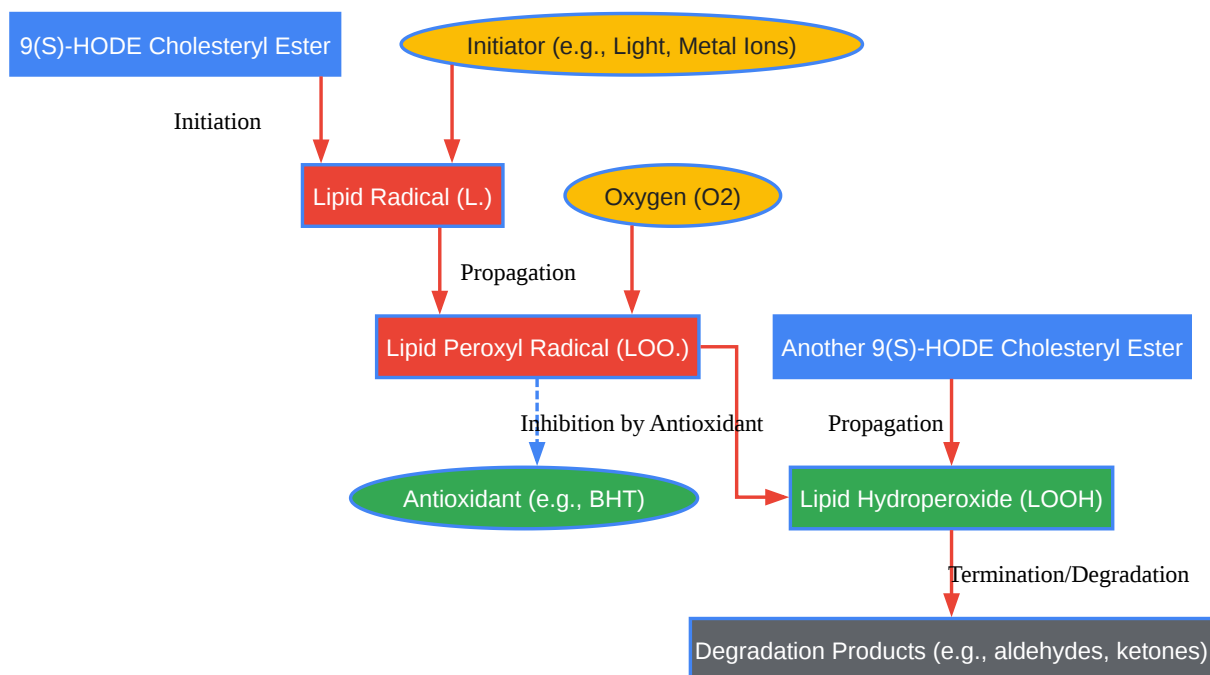 9(S)-HODE Cholesteryl Ester
Initiator (e.g., Light, Metal Ions)
Initiation
Lipid Radical (L.)
Oxygen (O2)
Propagation
Lipid Peroxyl Radical (LOO.)
Another 9(S)-HODE Cholesteryl Ester
Inhibition by Antioxidant
Propagation
Antioxidant (e.g., BHT)
Lipid Hydroperoxide (LOOH)
Termination/Degradation
Degradation Products (e.g., aldehydes, ketones)